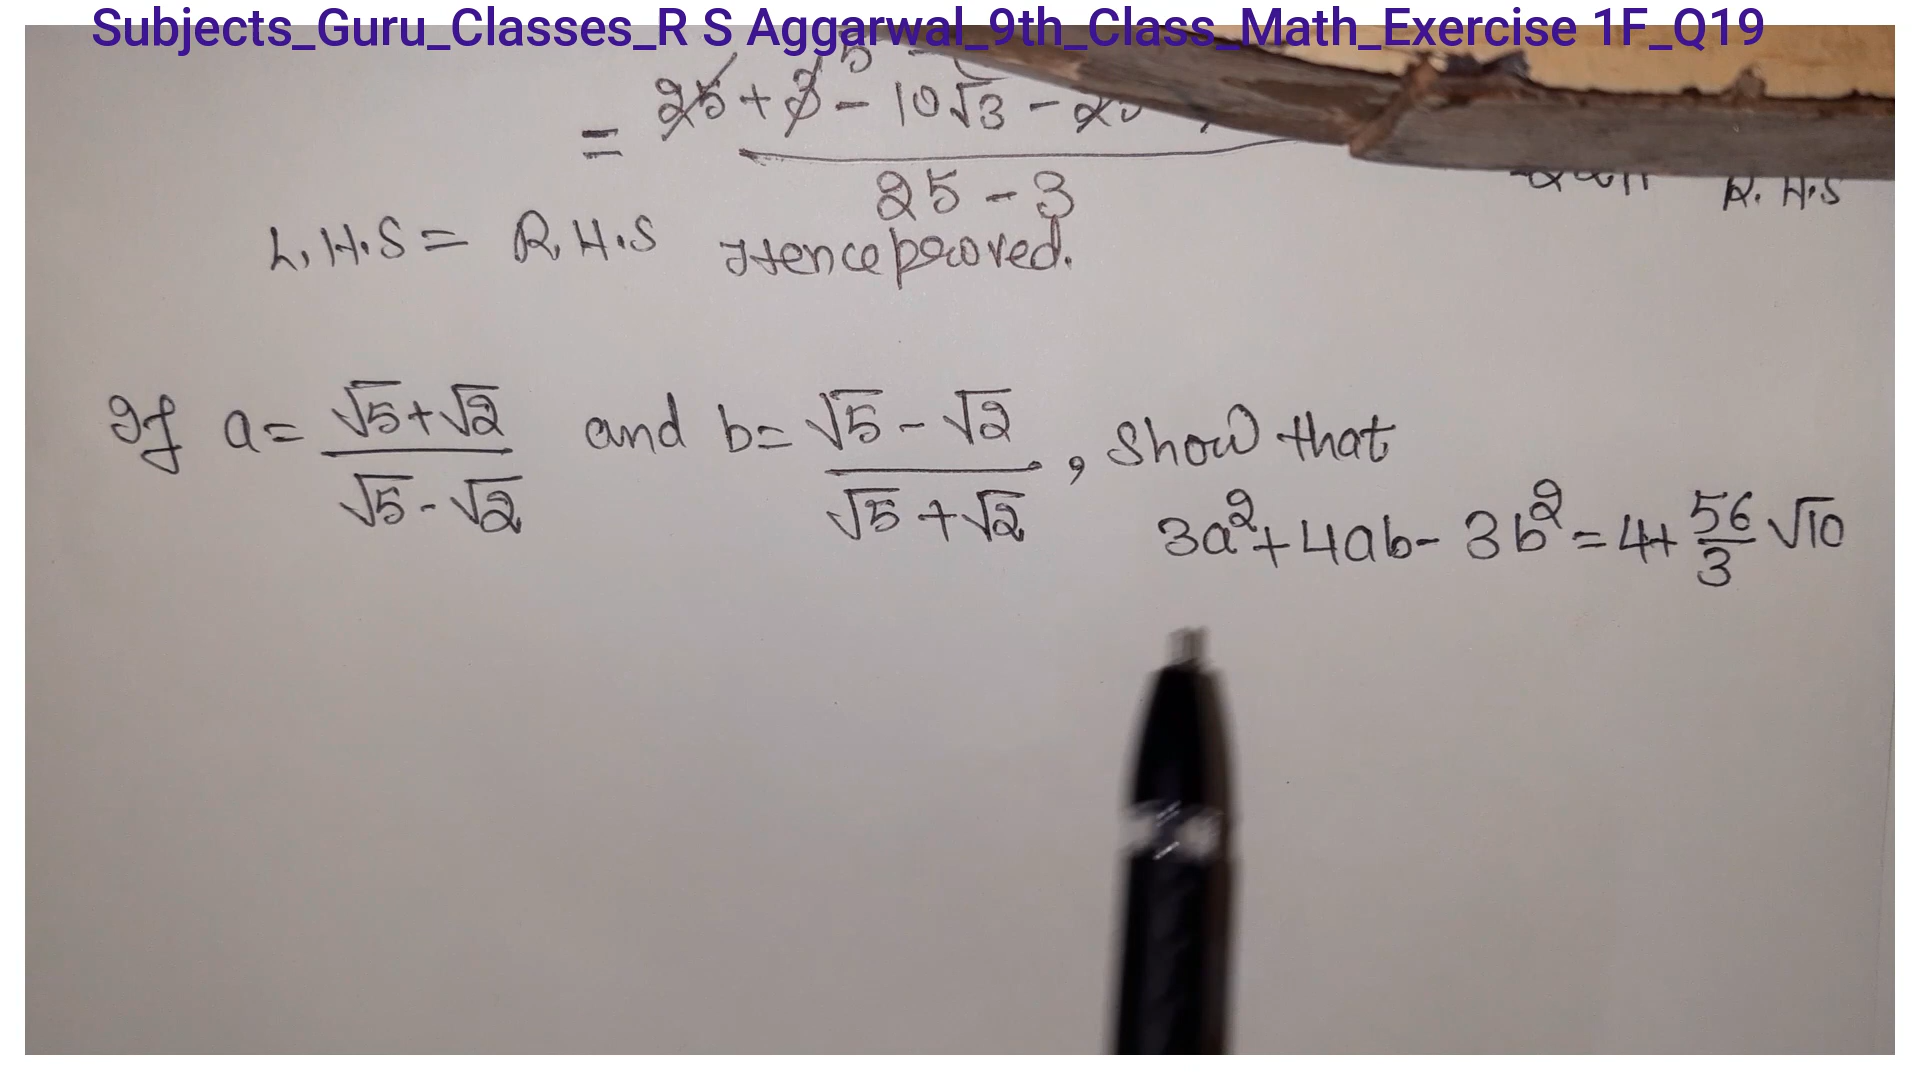 Subjects_Guru_Classes_R S Aggarwal_9th_Class_Math_Exercise 1F_Q19
= 25 + 3 - 10√3 -
25 - 3
R.H.S
L.H.S = R.H.S Hence proved.
If a = (√5+√2)/(√5-√2) and b = (√5-√2)/(√5+√2), Show that
3a²+4ab-3b²=4+56/3 √10